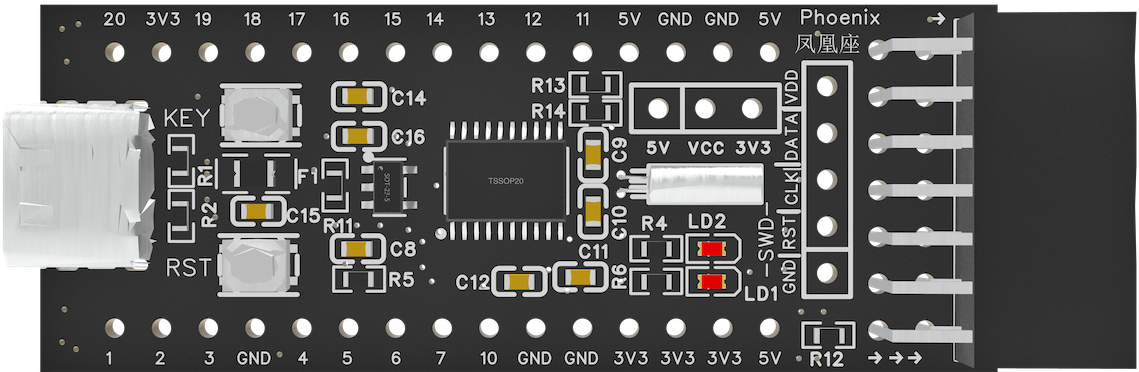 20 3V3 19 18 17 16 15 14 13 12 11 5V GND GND 5V Phoenix →
凤凰座
R13
C14
R14
VDD
KEY
C16
C9
5V VCC 3V3
DATA
R1
F1
SOT-23-5
TSSOP20
CLK
R2
C15
R11
C10
R4
LD2
RST
-SWD-
RST
C8
C11
R5
C12
R6
LD1
GND
1 2 3 GND 4 5 6 7 10 GND GND 3V3 3V3 3V3 5V R12 →→→